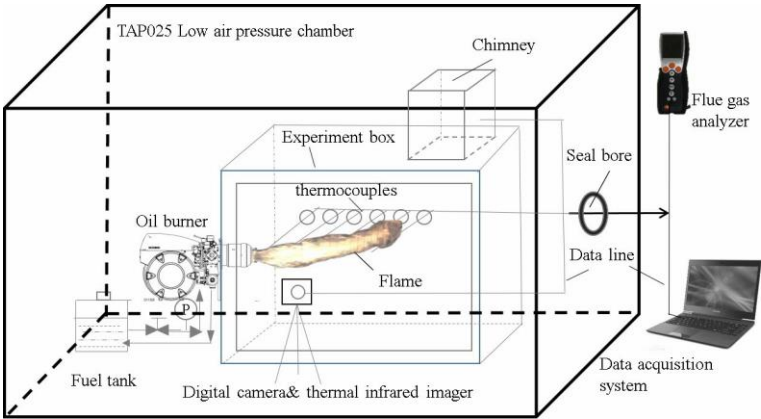 TAP025 Low air pressure chamber
Chimney
Flue gas
analyzer
Experiment box
Seal bore
thermocouples
Oil burner
Flame
Data line
P
Fuel tank
Digital camera& thermal infrared imager
Data acquisition
system